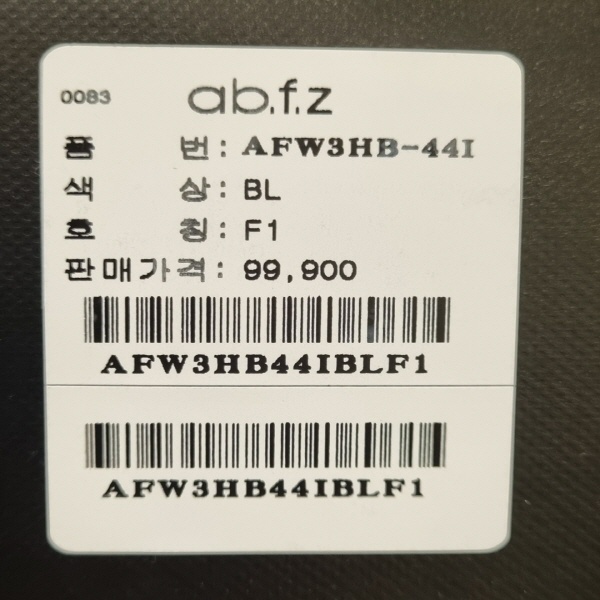 0083 ab.f.z
품 번 : AFW3HB-44I
색 상 : BL
호 칭 : F1
판매가격 : 99,900
AFW3HB44IBLF1
AFW3HB44IBLF1